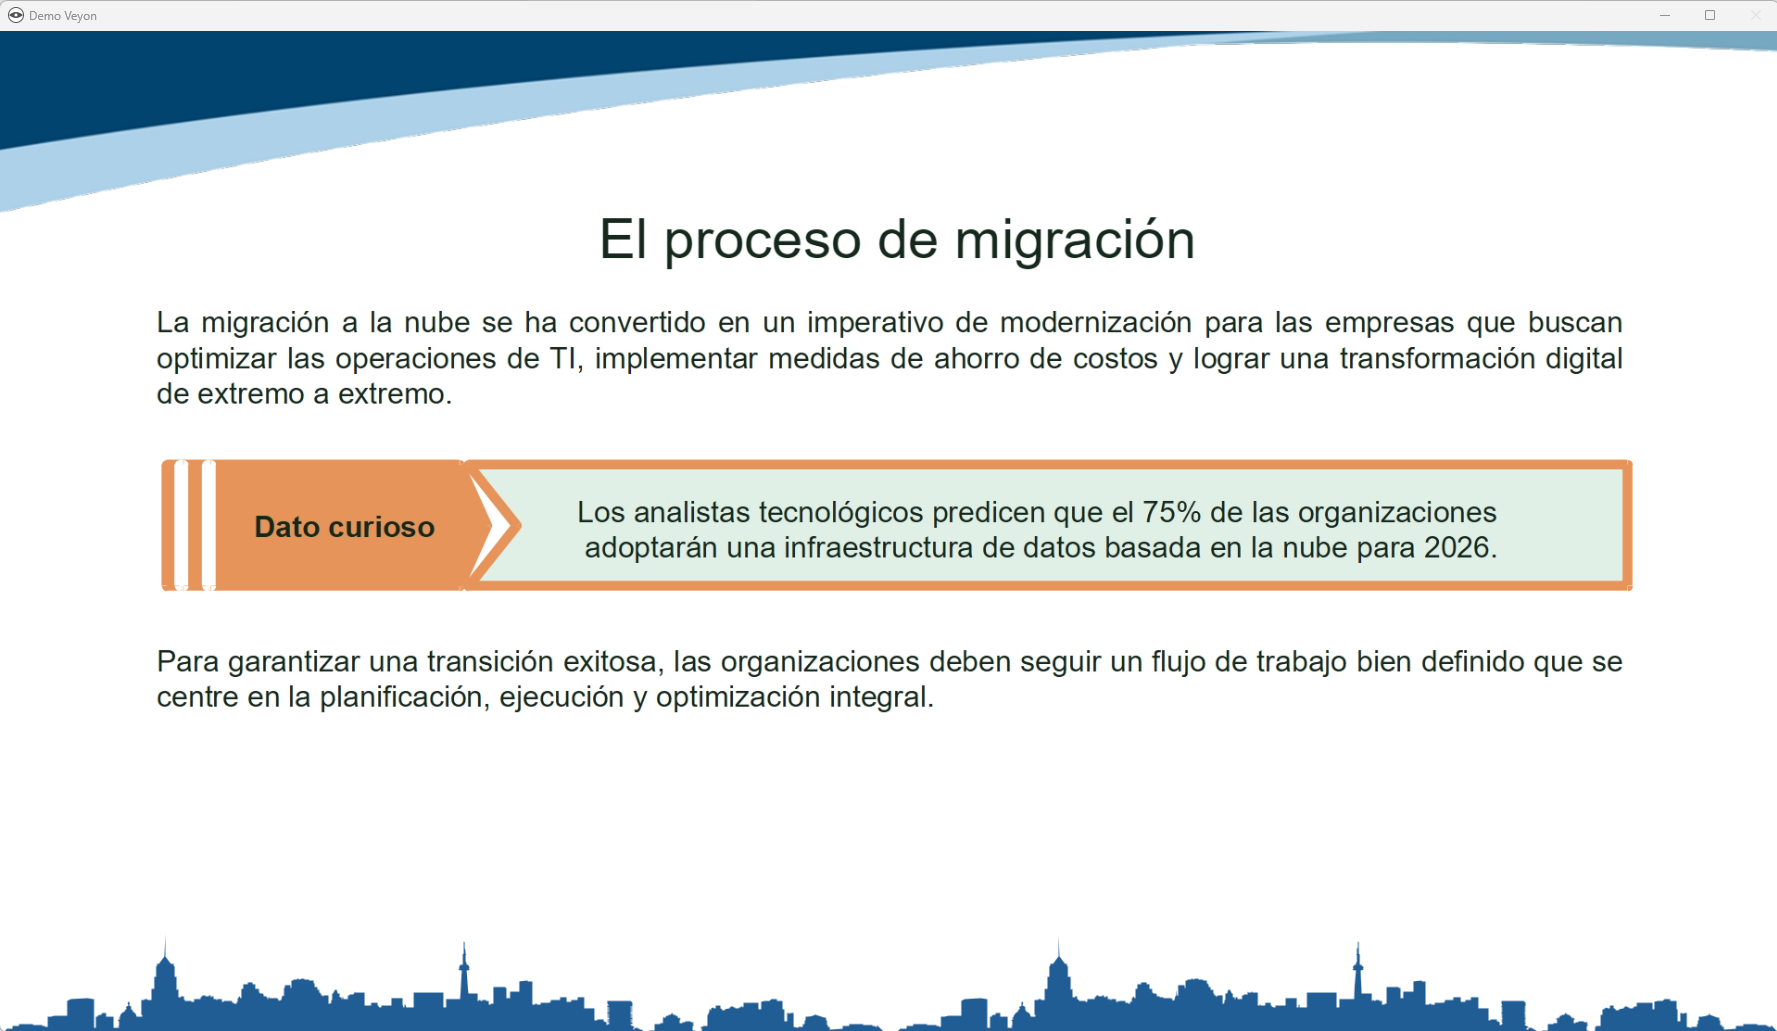 Demo Veyon
El proceso de migración
La migración a la nube se ha convertido en un imperativo de modernización para las empresas que buscan
optimizar las operaciones de TI, implementar medidas de ahorro de costos y lograr una transformación digital
de extremo a extremo.
Dato curioso
Los analistas tecnológicos predicen que el 75% de las organizaciones
adoptarán una infraestructura de datos basada en la nube para 2026.
Para garantizar una transición exitosa, las organizaciones deben seguir un flujo de trabajo bien definido que se
centre en la planificación, ejecución y optimización integral.